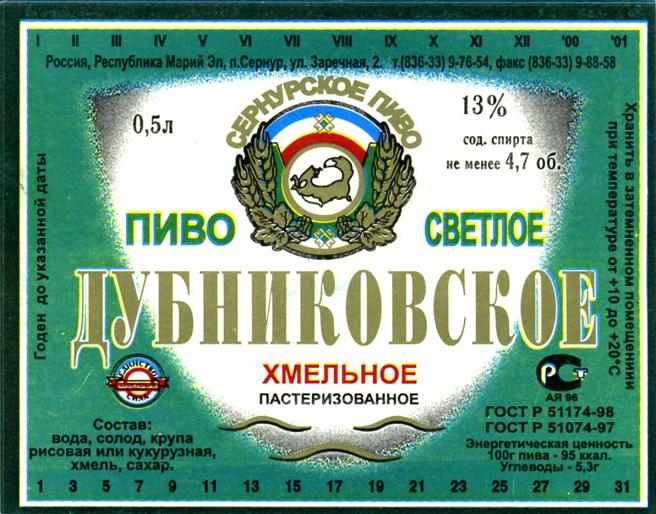 I II III IV V VI VII VIII IX X XI XII '00 '01
Россия, Республика Марий Эл, п.Сернур, ул. Заречная, 2. т.(836-33) 9-76-54, факс (836-33) 9-88-58
СЕРНУРСКОЕ ПИВО
0,5л
13%
сод. спирта
не менее 4,7 об.
Годен до указанной даты
Хранить в затемненном помещениии
при температуре от +10 до +20°С
ПИВО СВЕТЛОЕ
ДУБНИКОВСКОЕ
ХМЕЛЬНОЕ
ПАСТЕРИЗОВАННОЕ
ЕДИНСТВО
СИЛА
Состав:
вода, солод, крупа
рисовая или кукурузная,
хмель, сахар.
РСТ
АЯ 96
ГОСТ Р 51174-98
ГОСТ Р 51074-97
Энергетическая ценность
100г пива - 95 ккал.
Углеводы - 5,3г
1 3 5 7 9 11 13 15 17 19 21 23 25 27 29 31